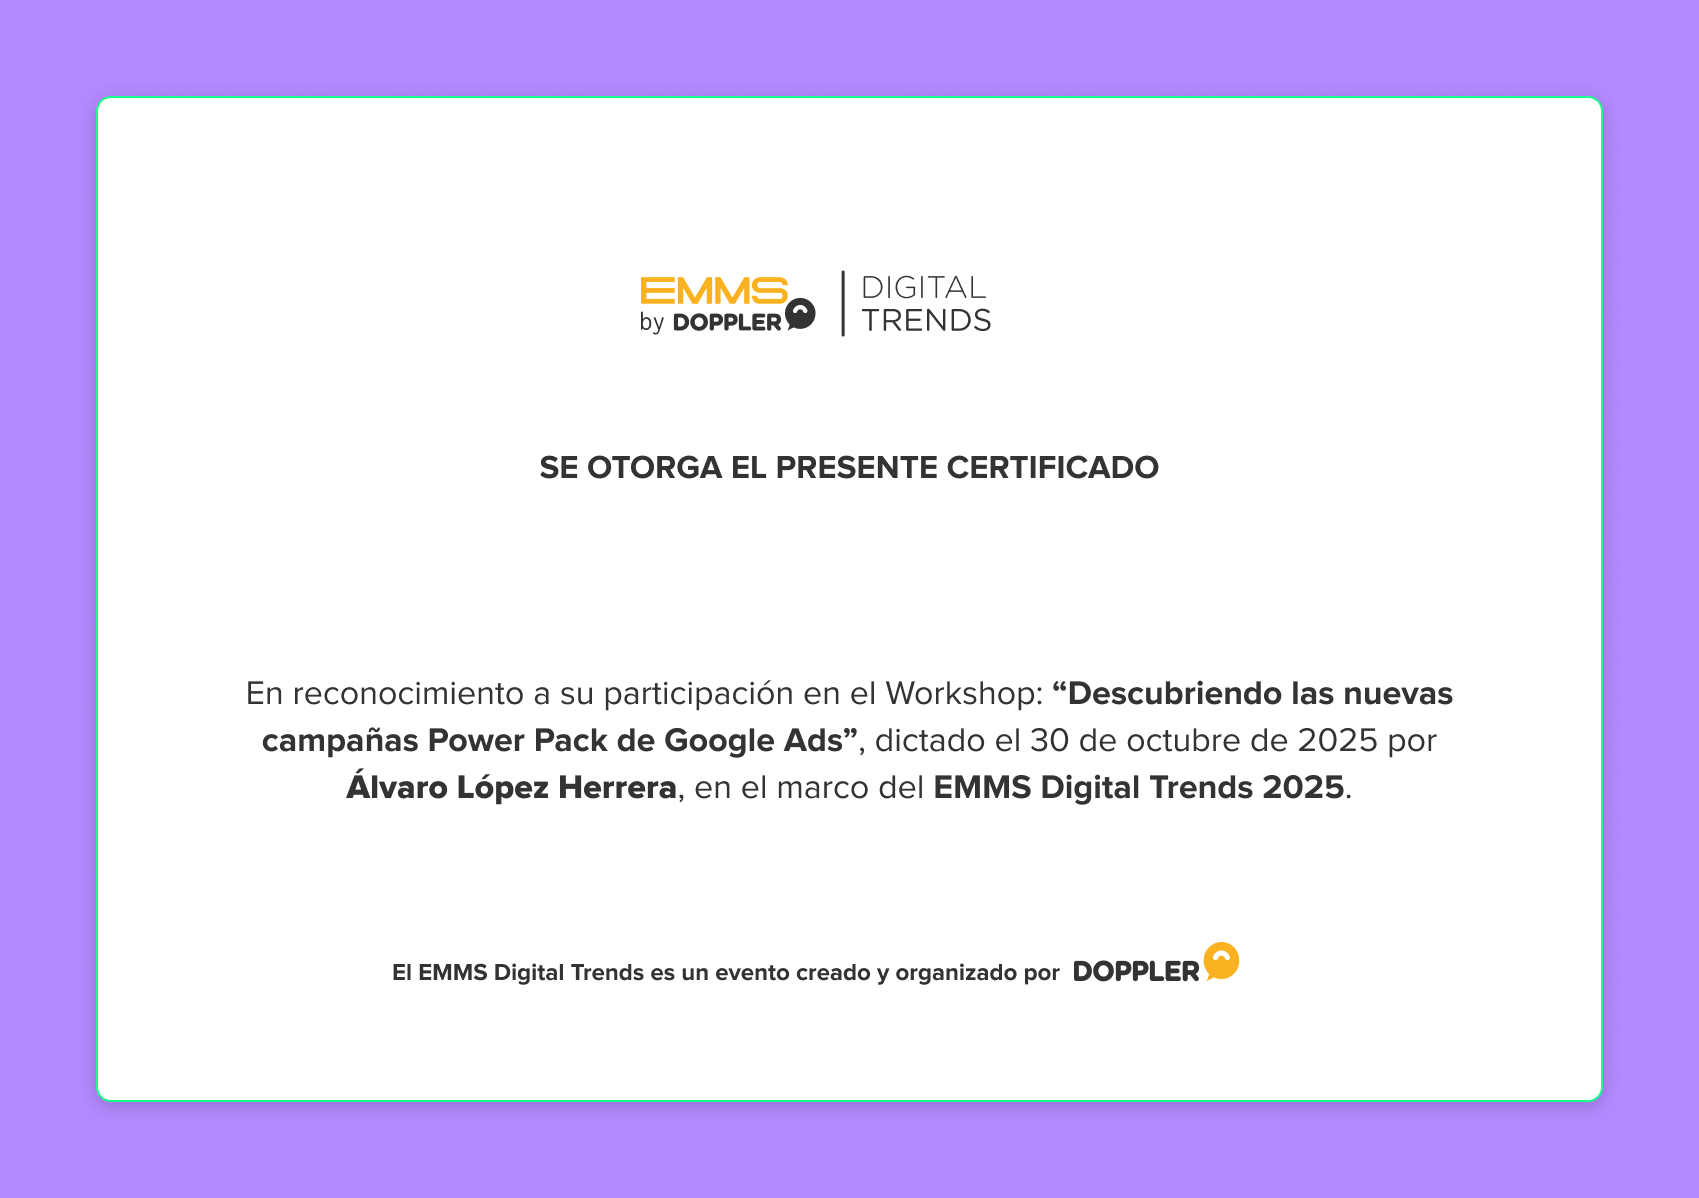 EMMS
by DOPPLER
DIGITAL
TRENDS
SE OTORGA EL PRESENTE CERTIFICADO
En reconocimiento a su participación en el Workshop: “Descubriendo las nuevas
campañas Power Pack de Google Ads”, dictado el 30 de octubre de 2025 por
Álvaro López Herrera, en el marco del EMMS Digital Trends 2025.
El EMMS Digital Trends es un evento creado y organizado por DOPPLER